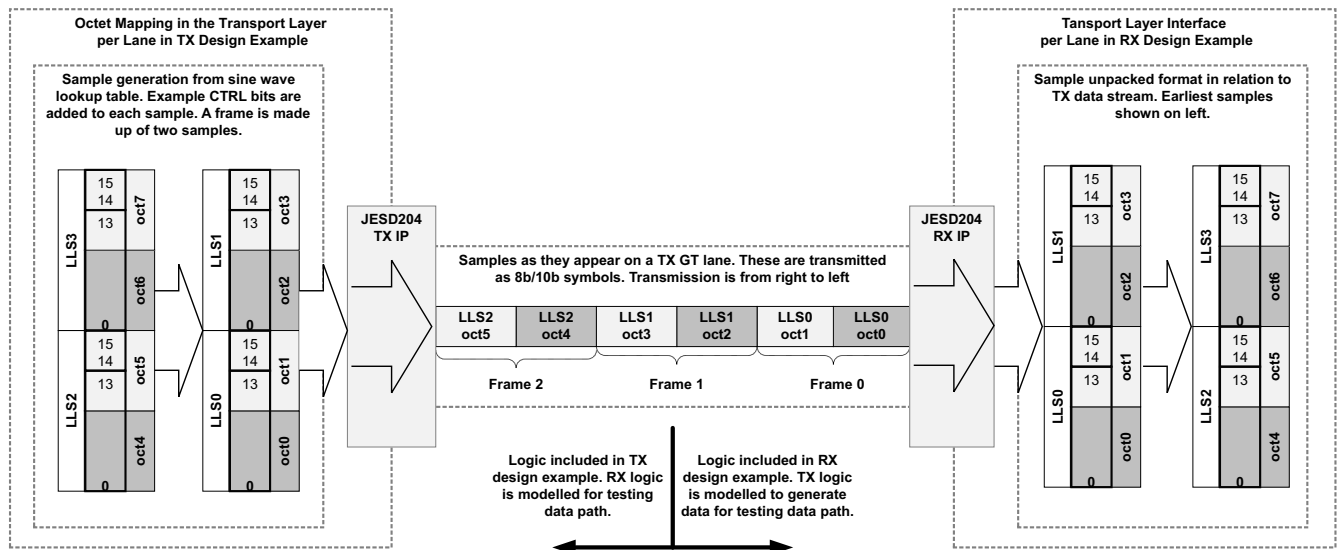 Octet Mapping in the Transport Layer
per Lane in TX Design Example
Sample generation from sine wave
lookup table. Example CTRL bits are
added to each sample. A frame is made
up of two samples.
LLS3
15
14
13
0
oct7
oct6
LLS2
15
14
13
0
oct5
oct4
LLS1
15
14
13
0
oct3
oct2
LLS0
15
14
13
0
oct1
oct0
JESD204
TX IP
Samples as they appear on a TX GT lane. These are transmitted
as 8b/10b symbols. Transmission is from right to left
LLS2
oct5
LLS2
oct4
LLS1
oct3
LLS1
oct2
LLS0
oct1
LLS0
oct0
Frame 2
Frame 1
Frame 0
Logic included in TX
design example. RX logic
is modelled for testing
data path.
Logic included in RX
design example. TX logic
is modelled to generate
data for testing data path.
JESD204
RX IP
Tansport Layer Interface
per Lane in RX Design Example
Sample unpacked format in relation to
TX data stream. Earliest samples
shown on left.
LLS1
15
14
13
0
oct3
oct2
LLS0
15
14
13
0
oct1
oct0
LLS3
15
14
13
0
oct7
oct6
LLS2
15
14
13
0
oct5
oct4